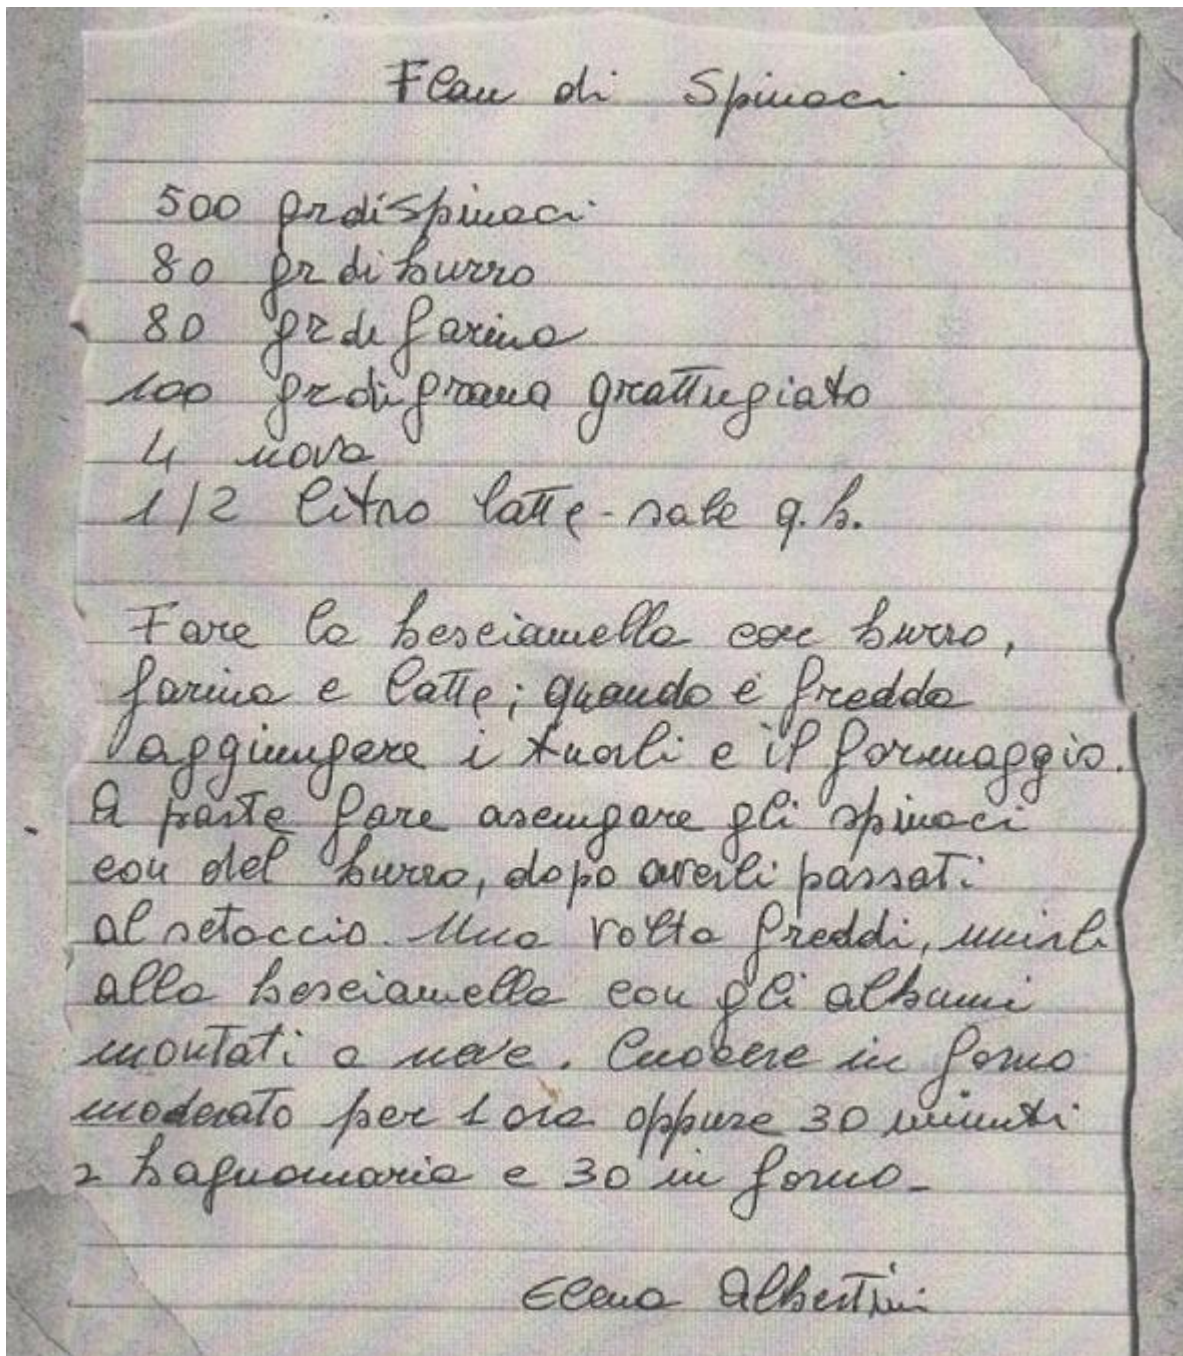 Flan di Spinaci
500 gr di spinaci
80 gr di burro
80 gr di farina
100 gr di grana grattugiato
4 uova
1/2 litro latte - sale q.b.
Fare la besciamella con burro,
farina e latte; quando è fredda
aggiungere i tuorli e il formaggio.
A parte fare asciugare gli spinaci
con del burro, dopo averli passati
al setaccio. Una volta freddi, unirli
alla besciamella con gli albumi
montati a neve. Cuocere in forno
moderato per 1 ora oppure 30 minuti
a bagnomaria e 30 in forno -
Elena Albertini